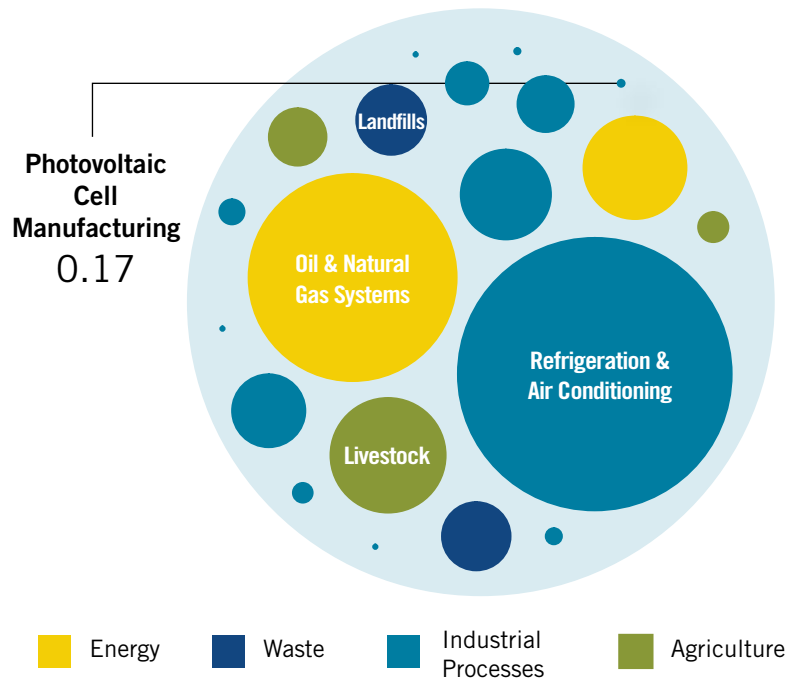 Landfills
Photovoltaic
Cell
Manufacturing
0.17
Oil & Natural
Gas Systems
Refrigeration &
Air Conditioning
Livestock
Energy
Waste
Industrial
Processes
Agriculture